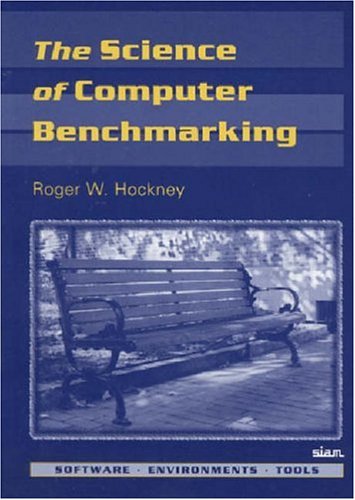 The Science
of Computer
Benchmarking
Roger W. Hockney
siam
SOFTWARE · ENVIRONMENTS · TOOLS